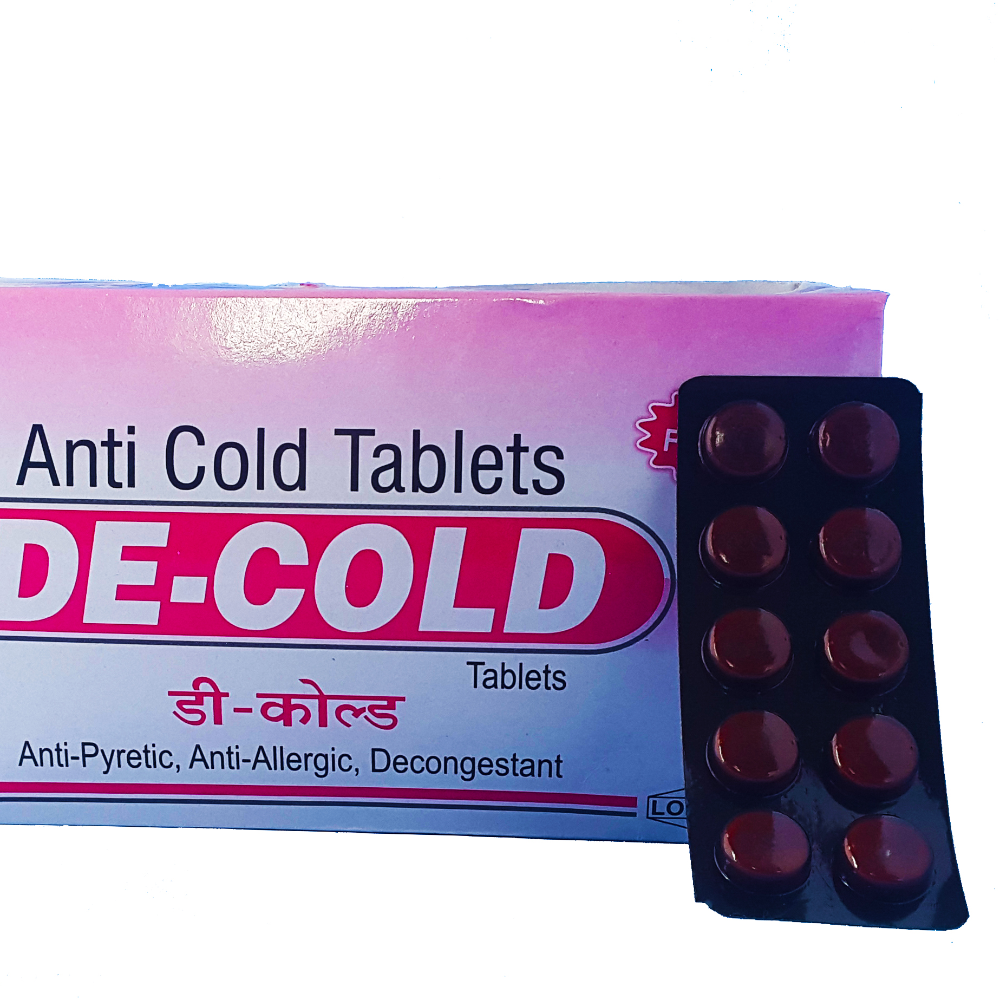 Anti Cold Tablets
DE-COLD
Tablets
डी-कोल्ड
Anti-Pyretic, Anti-Allergic, Decongestant